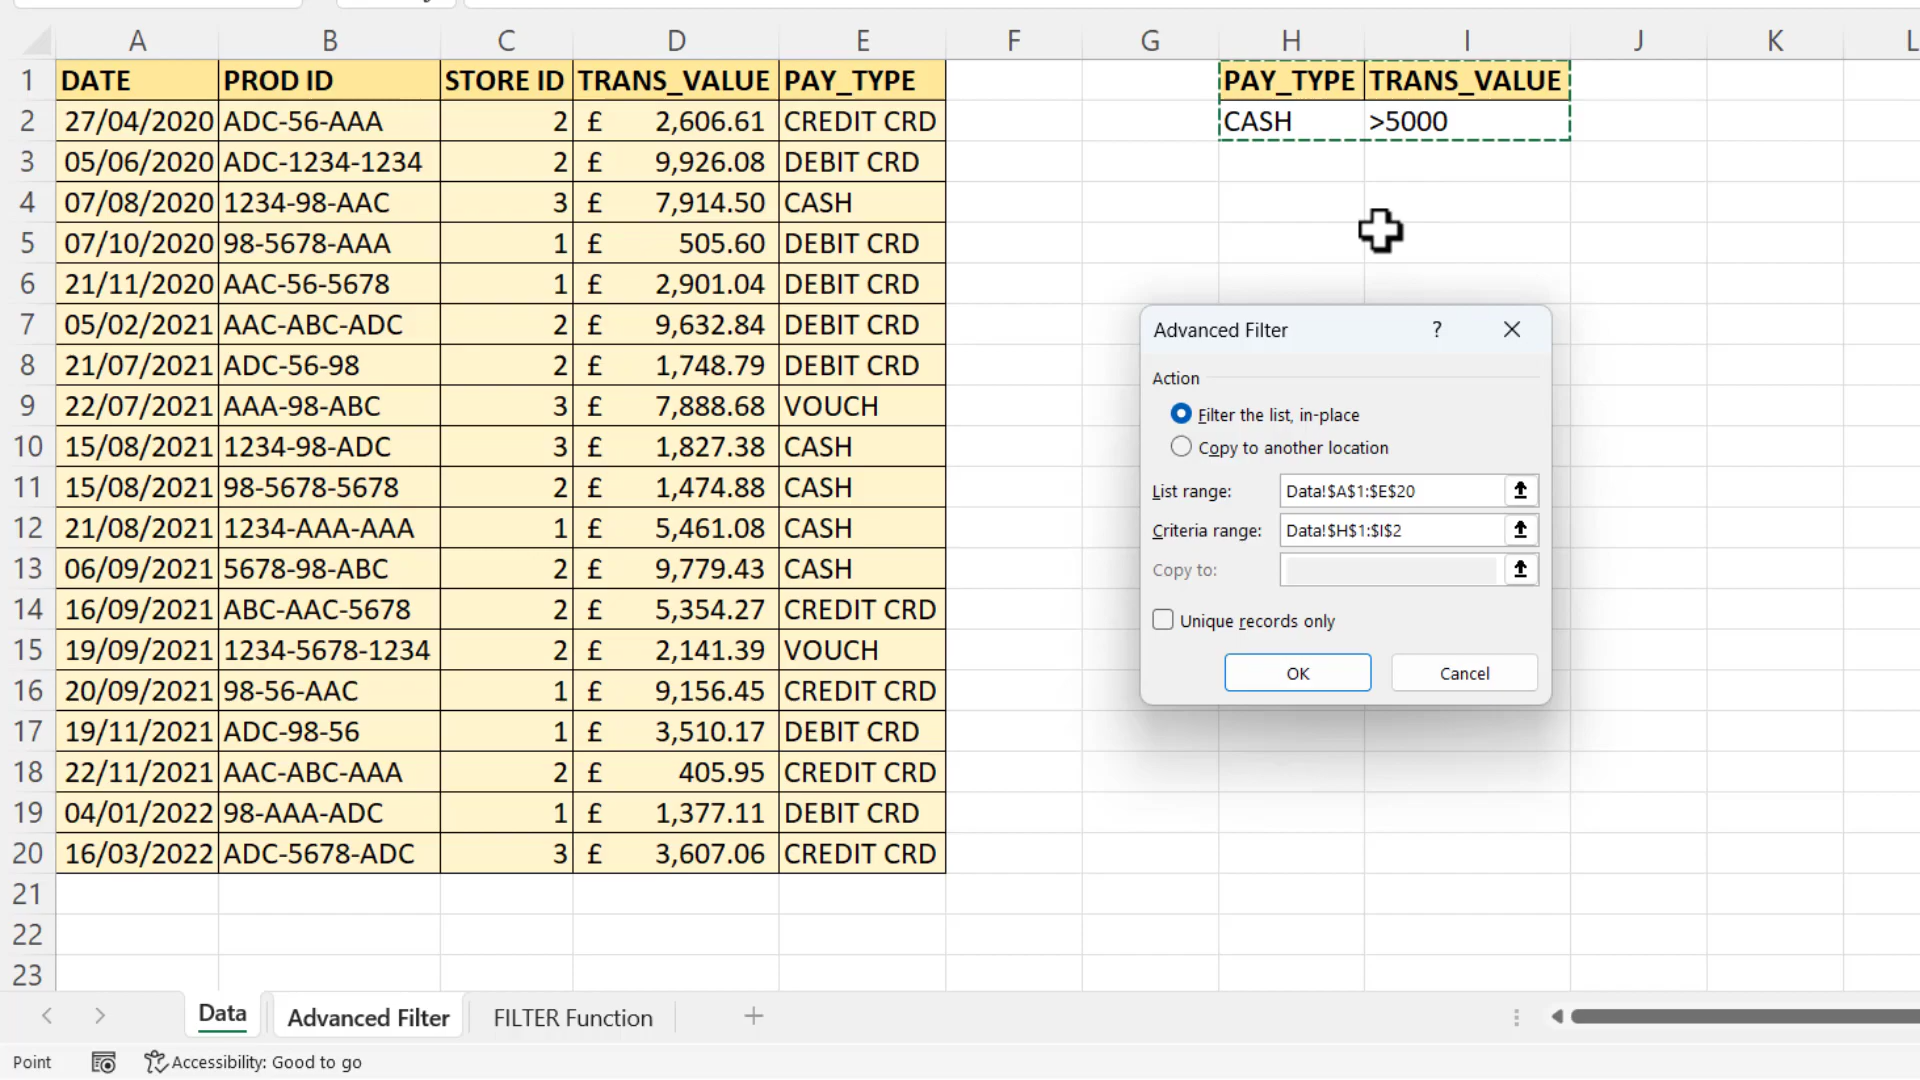 A B C D E F G H I J K L
1 DATE PROD ID STORE ID TRANS_VALUE PAY_TYPE PAY_TYPE TRANS_VALUE
2 27/04/2020 ADC-56-AAA 2 £ 2,606.61 CREDIT CRD CASH >5000
3 05/06/2020 ADC-1234-1234 2 £ 9,926.08 DEBIT CRD
4 07/08/2020 1234-98-AAC 3 £ 7,914.50 CASH
5 07/10/2020 98-5678-AAA 1 £ 505.60 DEBIT CRD
6 21/11/2020 AAC-56-5678 1 £ 2,901.04 DEBIT CRD
7 05/02/2021 AAC-ABC-ADC 2 £ 9,632.84 DEBIT CRD
8 21/07/2021 ADC-56-98 2 £ 1,748.79 DEBIT CRD
9 22/07/2021 AAA-98-ABC 3 £ 7,888.68 VOUCH
10 15/08/2021 1234-98-ADC 3 £ 1,827.38 CASH
11 15/08/2021 98-5678-5678 2 £ 1,474.88 CASH
12 21/08/2021 1234-AAA-AAA 1 £ 5,461.08 CASH
13 06/09/2021 5678-98-ABC 2 £ 9,779.43 CASH
14 16/09/2021 ABC-AAC-5678 2 £ 5,354.27 CREDIT CRD
15 19/09/2021 1234-5678-1234 2 £ 2,141.39 VOUCH
16 20/09/2021 98-56-AAC 1 £ 9,156.45 CREDIT CRD
17 19/11/2021 ADC-98-56 1 £ 3,510.17 DEBIT CRD
18 22/11/2021 AAC-ABC-AAA 2 £ 405.95 CREDIT CRD
19 04/01/2022 98-AAA-ADC 1 £ 1,377.11 DEBIT CRD
20 16/03/2022 ADC-5678-ADC 3 £ 3,607.06 CREDIT CRD
21
22
23
Advanced Filter ?
Action
Filter the list, in-place
Copy to another location
List range: Data!$A$1:$E$20
Criteria range: Data!$H$1:$I$2
Copy to:
Unique records only
OK Cancel
Data Advanced Filter FILTER Function
Point Accessibility: Good to go